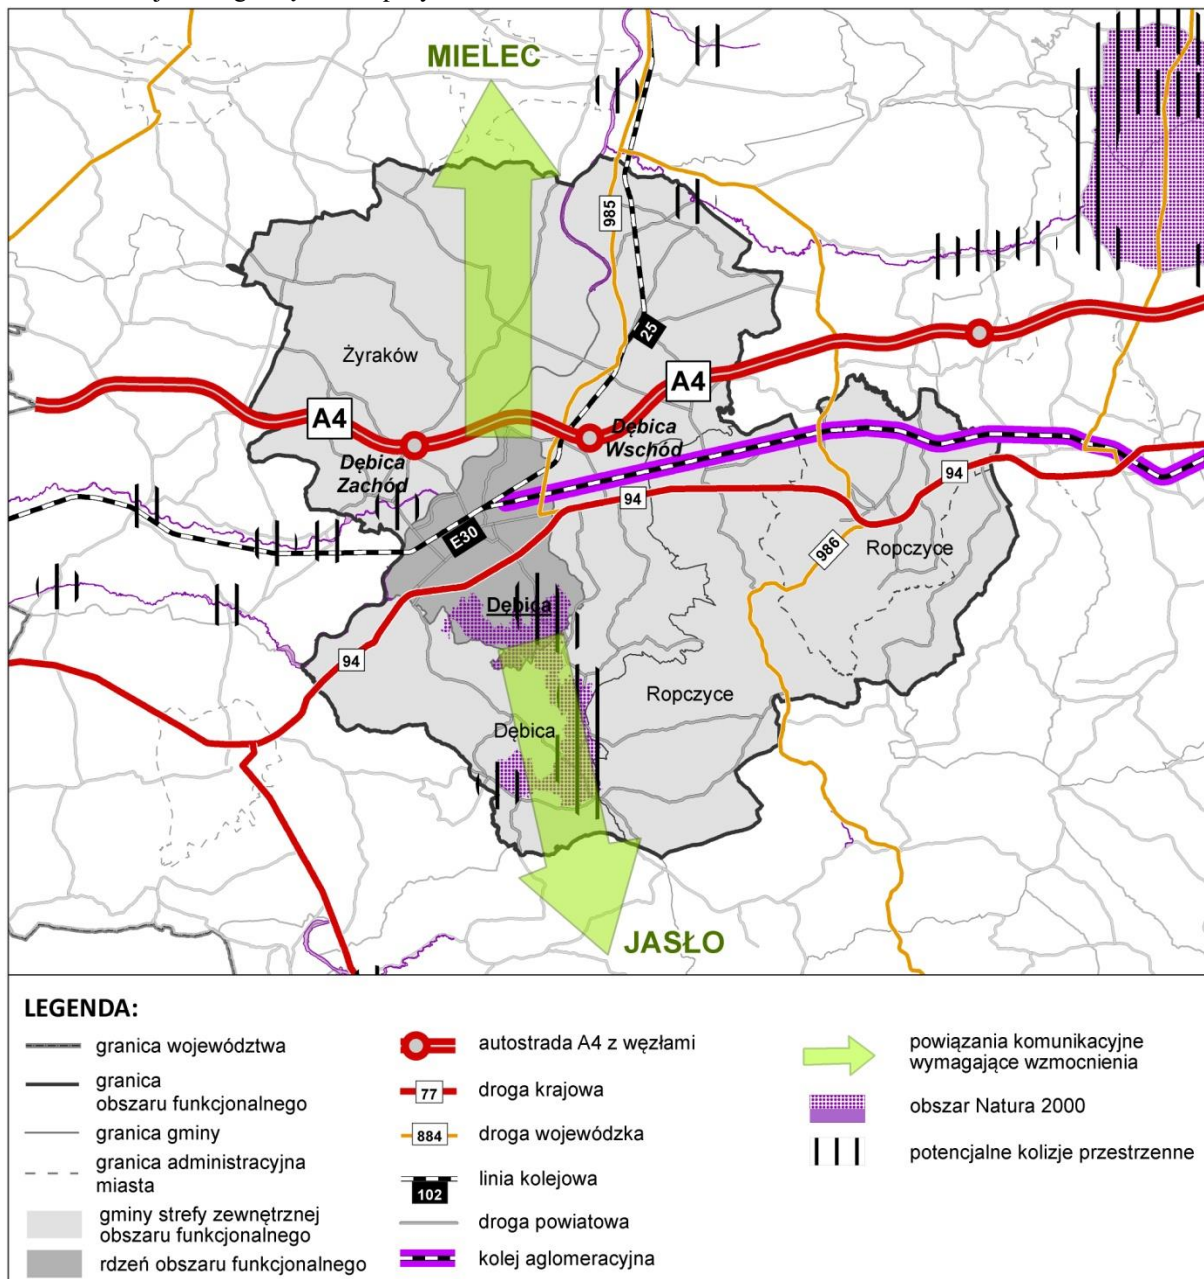 MIELEC
985
25
Żyraków
A4
A4
Dębica
Wschód
Dębica
Zachód
94
94
E30
986
Ropczyce
Dębica
94
Ropczyce
Dębica
JASŁO
LEGENDA:
granica województwa
granica
obszaru funkcjonalnego
granica gminy
granica administracyjna
miasta
gminy strefy zewnętrznej
obszaru funkcjonalnego
rdzeń obszaru funkcjonalnego
autostrada A4 z węzłami
77
droga krajowa
884
droga wojewódzka
linia kolejowa
102
droga powiatowa
kolej aglomeracyjna
powiązania komunikacyjne
wymagające wzmocnienia
obszar Natura 2000
potencjalne kolizje przestrzenne